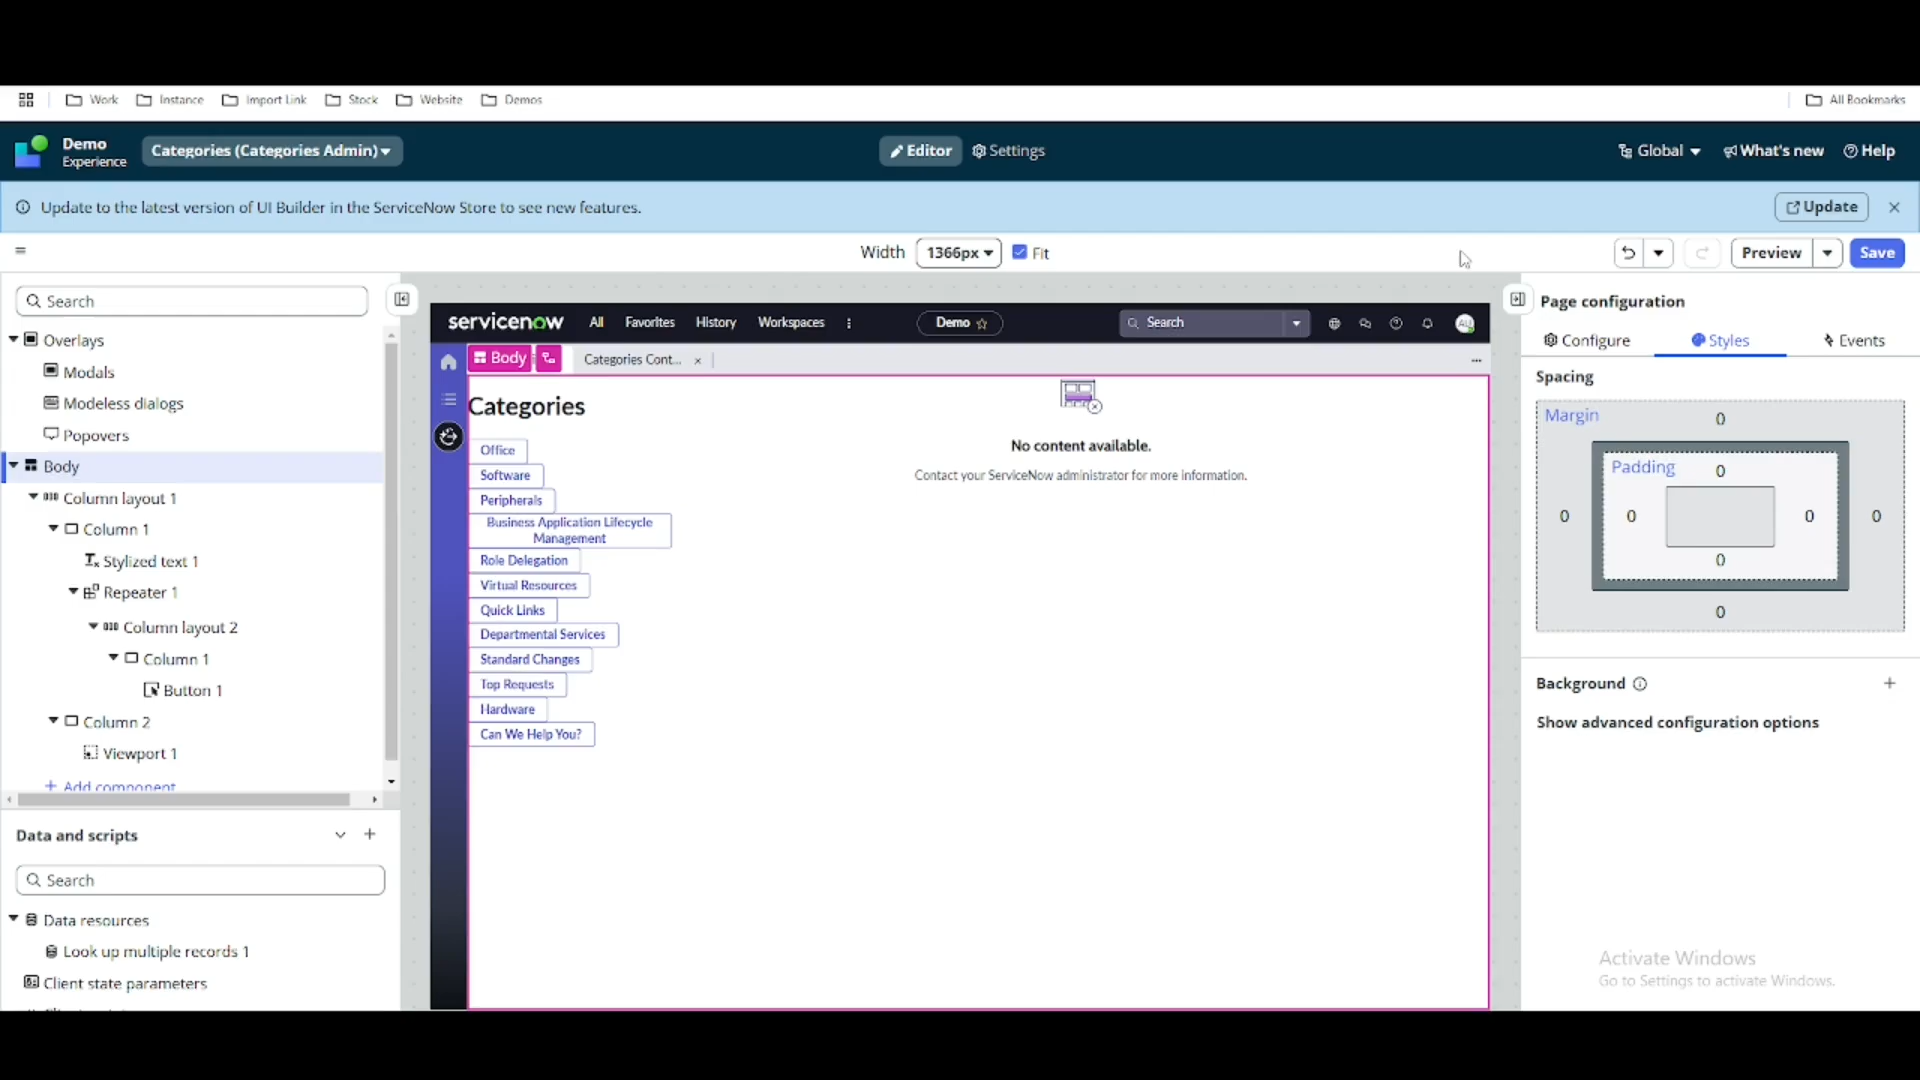 Work Instance Import Link Stock Website Demos All Bookmarks
Demo
Experience
Categories (Categories Admin)
Editor Settings
Global What's new Help
Update to the latest version of UI Builder in the ServiceNow Store to see new features.
Update
Width 1366px Fit
Preview Save
Search
Overlays
Modals
Modeless dialogs
Popovers
Body
Column layout 1
Column 1
Stylized text 1
Repeater 1
Column layout 2
Column 1
Button 1
Column 2
Viewport 1
Add component
Data and scripts
Search
Data resources
Look up multiple records 1
Client state parameters
servicenow All Favorites History Workspaces Demo Search AU
Body Categories Cont...
Categories
Office
Software
Peripherals
Business Application Lifecycle
Management
Role Delegation
Virtual Resources
Quick Links
Departmental Services
Standard Changes
Top Requests
Hardware
Can We Help You?
No content available.
Contact your ServiceNow administrator for more information.
Page configuration
Configure Styles Events
Spacing
Margin 0
Padding 0
0 0 0 0
0
0
Background
Show advanced configuration options
Activate Windows
Go to Settings to activate Windows.